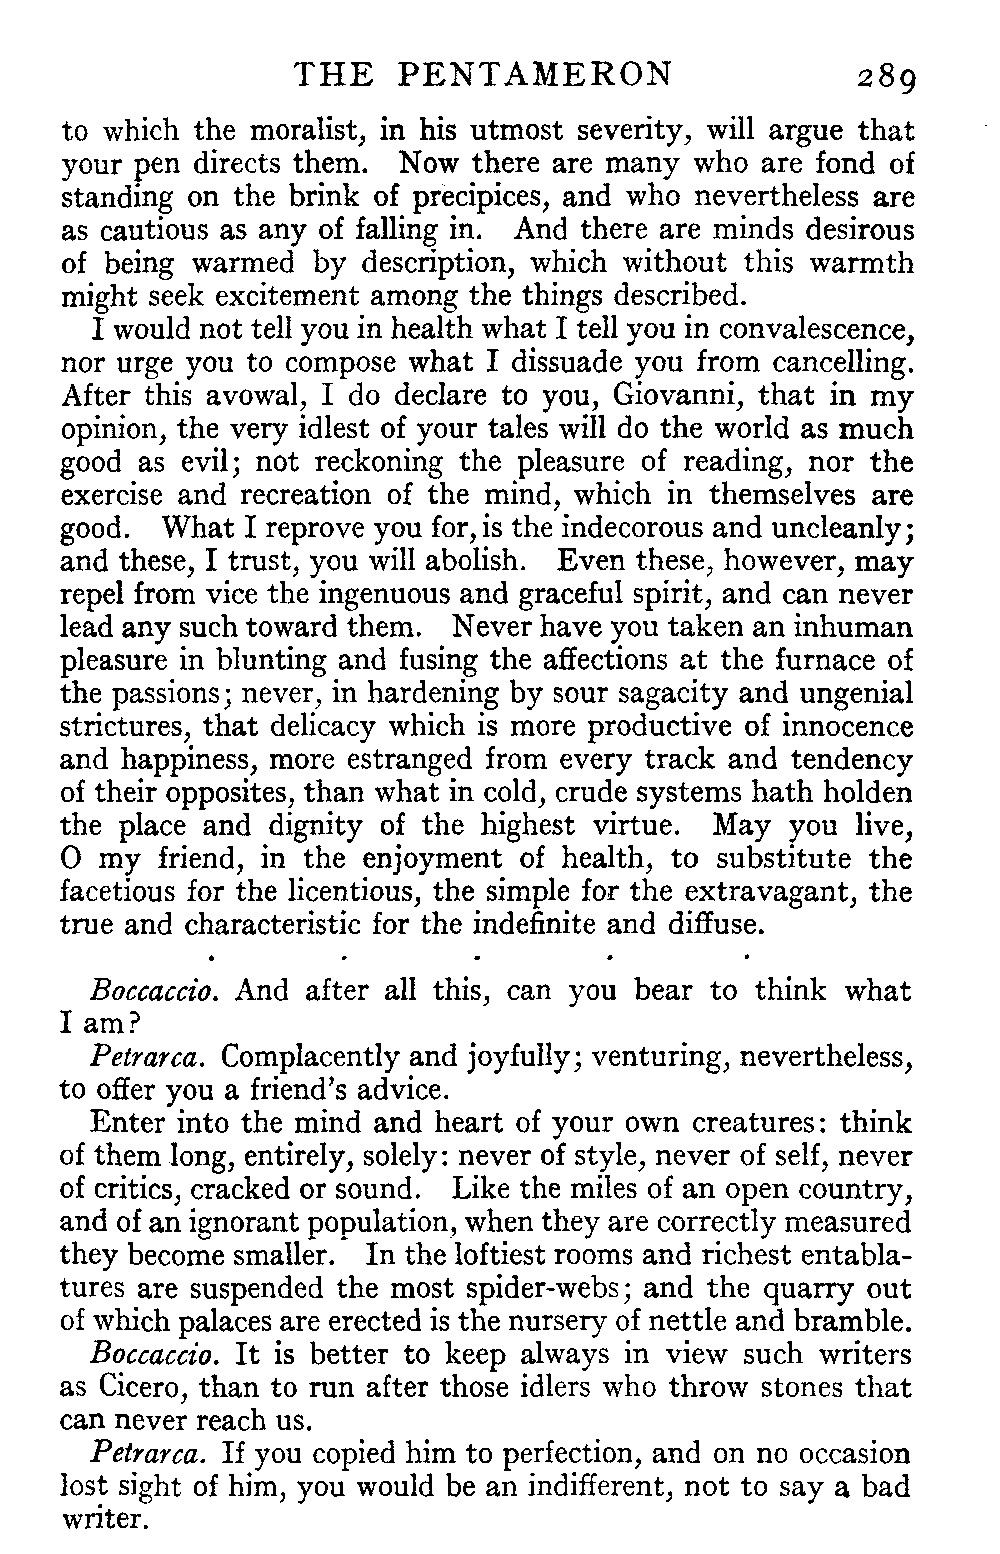 THE PENTAMERON 289
to which the moralist, in his utmost severity, will argue that
your pen directs them. Now there are many who are fond of
standing on the brink of precipices, and who nevertheless are
as cautious as any of falling in. And there are minds desirous
of being warmed by description, which without this warmth
might seek excitement among the things described.
I would not tell you in health what I tell you in convalescence,
nor urge you to compose what I dissuade you from cancelling.
After this avowal, I do declare to you, Giovanni, that in my
opinion, the very idlest of your tales will do the world as much
good as evil; not reckoning the pleasure of reading, nor the
exercise and recreation of the mind, which in themselves are
good. What I reprove you for, is the indecorous and uncleanly;
and these, I trust, you will abolish. Even these, however, may
repel from vice the ingenuous and graceful spirit, and can never
lead any such toward them. Never have you taken an inhuman
pleasure in blunting and fusing the affections at the furnace of
the passions; never, in hardening by sour sagacity and ungenial
strictures, that delicacy which is more productive of innocence
and happiness, more estranged from every track and tendency
of their opposites, than what in cold, crude systems hath holden
the place and dignity of the highest virtue. May you live,
O my friend, in the enjoyment of health, to substitute the
facetious for the licentious, the simple for the extravagant, the
true and characteristic for the indefinite and diffuse.
. . . . .
Boccaccio. And after all this, can you bear to think what
I am?
Petrarca. Complacently and joyfully; venturing, nevertheless,
to offer you a friend's advice.
Enter into the mind and heart of your own creatures: think
of them long, entirely, solely: never of style, never of self, never
of critics, cracked or sound. Like the miles of an open country,
and of an ignorant population, when they are correctly measured
they become smaller. In the loftiest rooms and richest entabla-
tures are suspended the most spider-webs; and the quarry out
of which palaces are erected is the nursery of nettle and bramble.
Boccaccio. It is better to keep always in view such writers
as Cicero, than to run after those idlers who throw stones that
can never reach us.
Petrarca. If you copied him to perfection, and on no occasion
lost sight of him, you would be an indifferent, not to say a bad
writer.